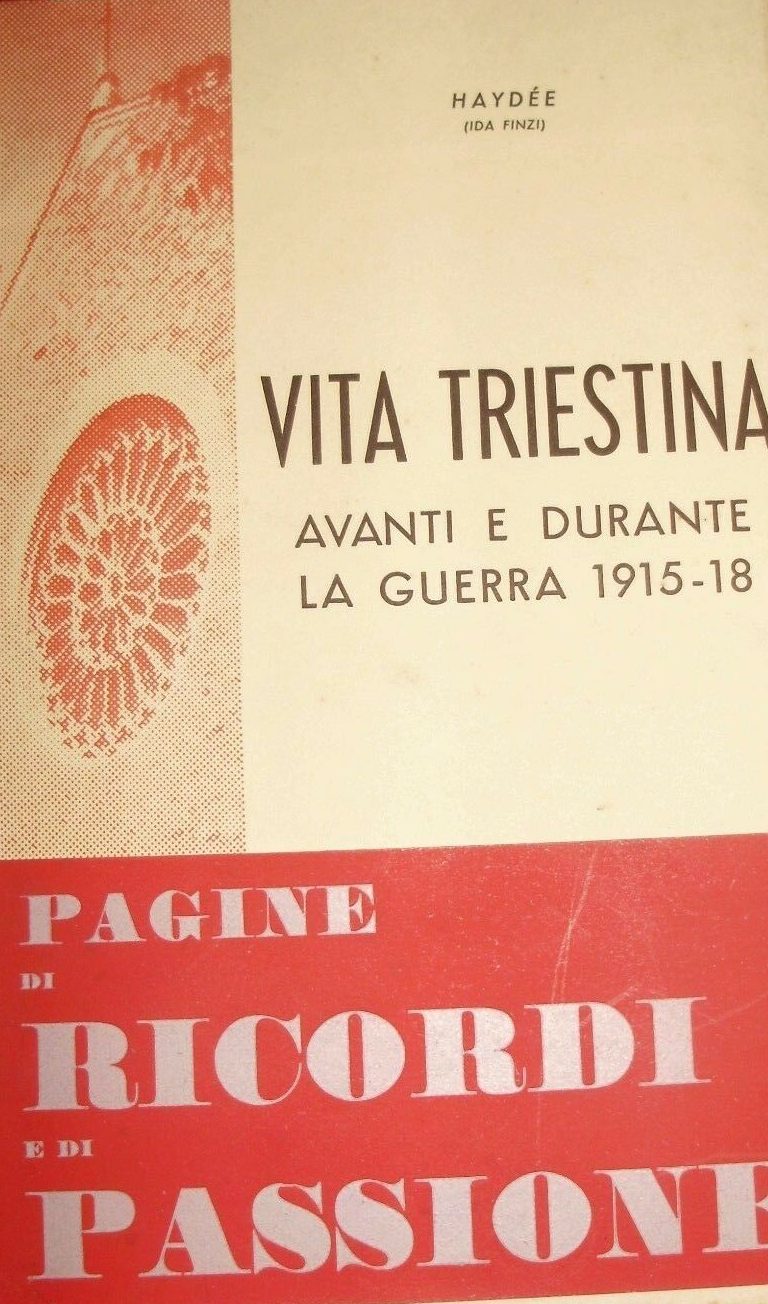 HAYDÉE
(IDA FINZI)
VITA TRIESTINA
AVANTI E DURANTE
LA GUERRA 1915-18
PAGINE
DI
RICORDI
E DI
PASSIONE